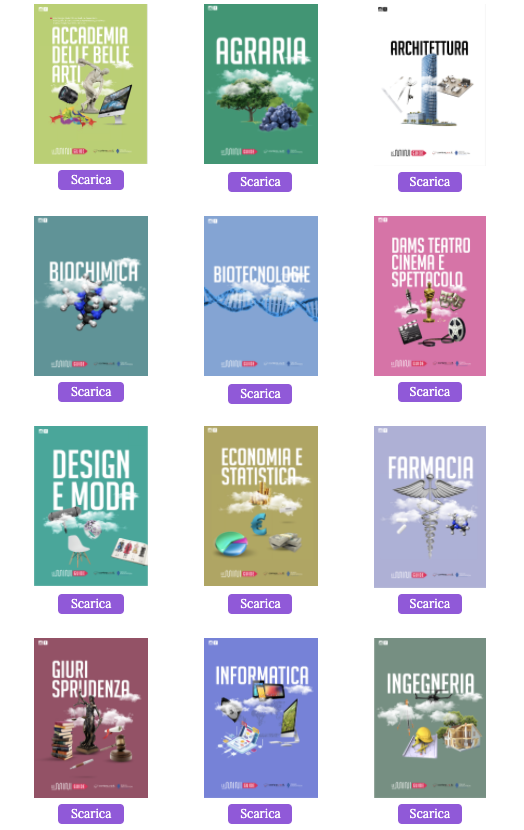 ACCADEMIA
DELLE BELLE
ARTI
Scarica
AGRARIA
Scarica
ARCHITETTURA
Scarica
BIOCHIMICA
Scarica
BIOTECNOLOGIE
Scarica
DAMS TEATRO
CINEMA E
SPETTACOLO
Scarica
DESIGN
E MODA
Scarica
ECONOMIA E
STATISTICA
Scarica
FARMACIA
Scarica
GIURI
SPRUDENZA
Scarica
INFORMATICA
Scarica
INGEGNERIA
Scarica